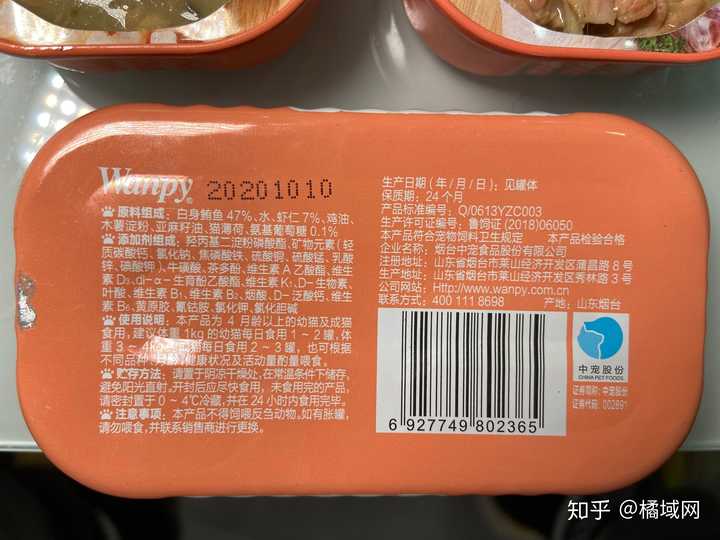 Wanpy® 20201010
原料组成：白身鲔鱼 47%、水、虾仁 7%、鸡油、
木薯淀粉、亚麻籽油、猫薄荷、氨基葡萄糖 0.1%
添加剂组成：羟丙基二淀粉磷酸酯、矿物元素（轻
质碳酸钙、氯化钠、焦磷酸铁、硫酸铜、硫酸锰、乳酸
锌、碘酸钾）、牛磺酸、茶多酚、维生素 A 乙酸酯、维生
素 D₃、dl-α-生育酚乙酸酯、维生素 K₁、D-生物素、
叶酸、维生素 B₁、维生素 B₂、烟酸、D-泛酸钙、维生
素 B₆、黄原胶、氰钴胺、氯化钾、氯化胆碱
使用说明：本产品为 4 月龄以上的幼猫及成猫
食用，建议体重 1kg 的幼猫每日食用 1~2 罐，体
重 3~4kg 猫每日食用 2~3 罐，也可根据
不同品种 龄 健康状况及活动量酌量喂食。
贮存方法：请置于阴凉干燥处，在常温条件下储存，
避免阳光直射。开封后应尽快食用，未食用完的产品，
请密封置于 0~4℃冷藏，并在 24 小时内食用完毕。
注意事项：本产品不得饲喂反刍动物。如有胀罐，
请勿喂食，并联系销售商进行更换。
生产日期（年/月/日）：见罐体
保质期：24 个月
产品标准编号：Q/0613YZC003
生产许可证编号：鲁饲证（2018）06050
本产品符合宠物饲料卫生规定 本产品检验合格
企业名称：烟台中宠食品股份有限公司
注册地址：山东省烟台市莱山经济开发区蒲昌路 8 号
生产地址：山东省烟台市莱山经济开发区秀林路 3 号
公司网站：Http://www.wanpy.com.cn
联系方式：400 111 8698 产地：山东烟台
6 927749 802365
中宠股份
CHINA PET FOODS
证券简称：中宠股份
证券代码：002891
知乎 @橘域网